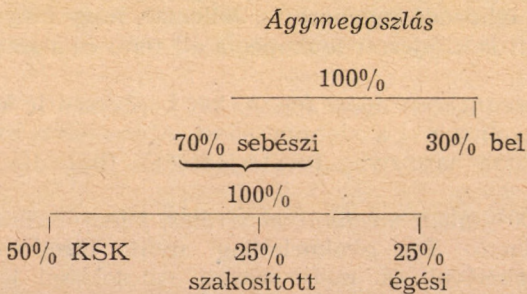 Ágymegoszlás
100%
70% sebészi 30% bel
100%
50% KSK 25% 25%
szakosított égési